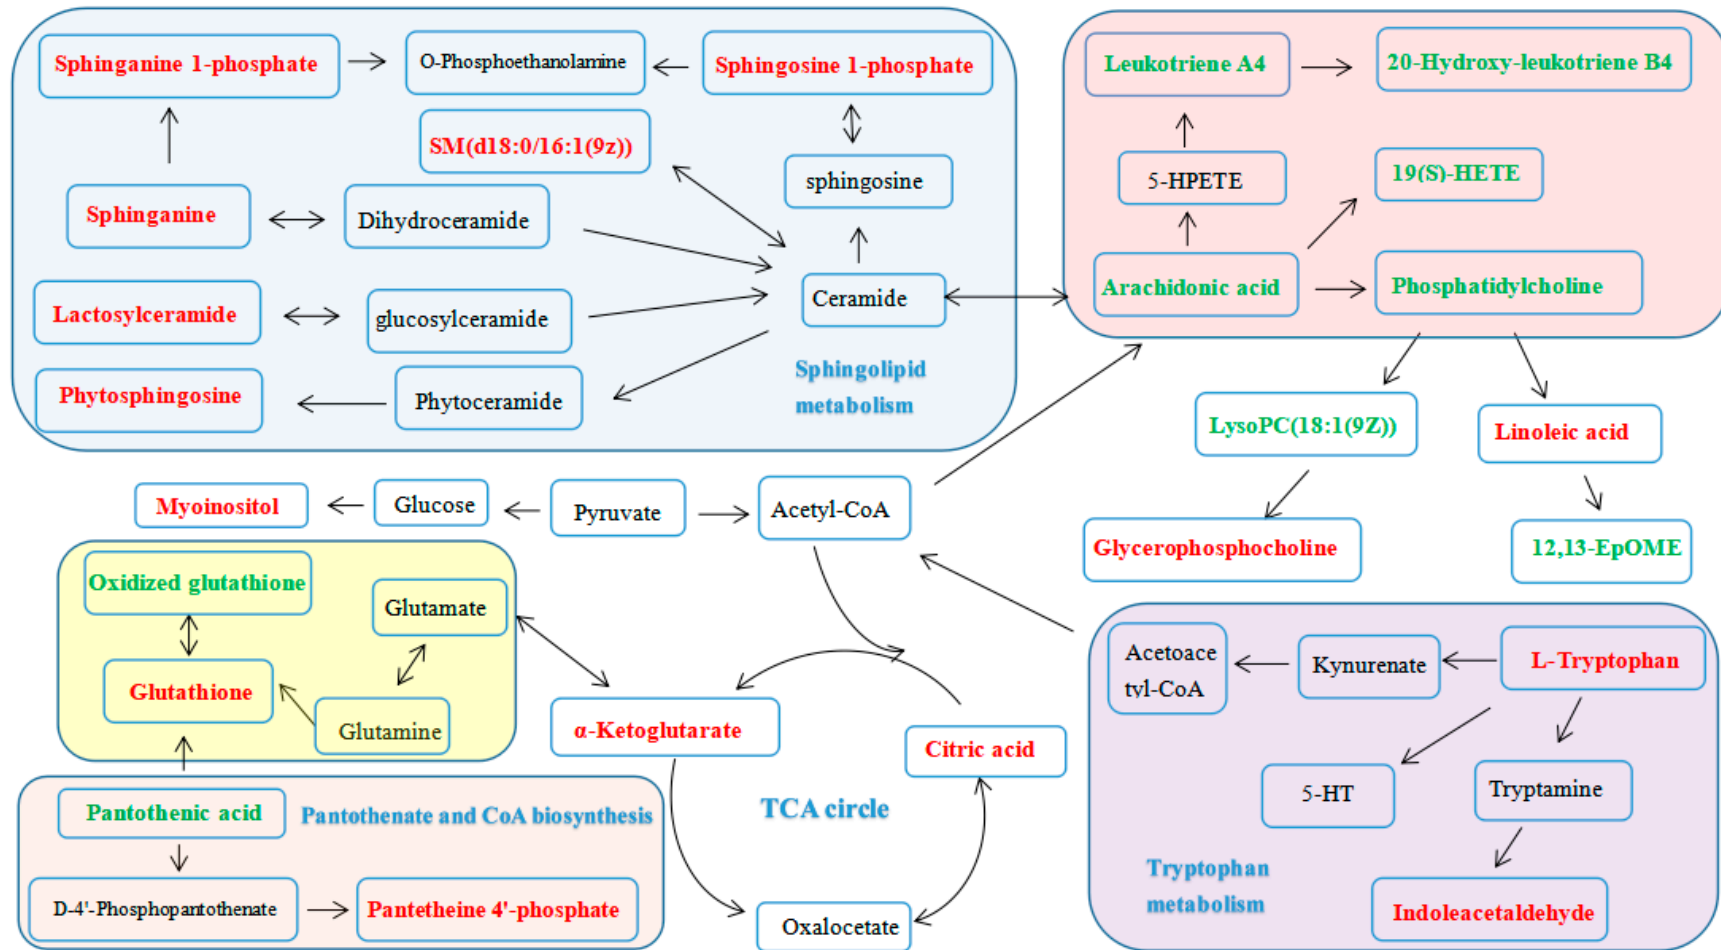 Sphinganine 1-phosphate
O-Phosphoethanolamine
Sphingosine 1-phosphate
SM(d18:0/16:1(9z))
sphingosine
Sphinganine
Dihydroceramide
Lactosylceramide
glucosylceramide
Ceramide
Phytosphingosine
Phytoceramide
Sphingolipid
metabolism
Leukotriene A4
20-Hydroxy-leukotriene B4
5-HPETE
19(S)-HETE
Arachidonic acid
Phosphatidylcholine
LysoPC(18:1(9Z))
Linoleic acid
Glycerophosphocholine
12,13-EpOME
Myoinositol
Glucose
Pyruvate
Acetyl-CoA
Oxidized glutathione
Glutamate
Glutathione
Glutamine
α-Ketoglutarate
Citric acid
TCA circle
Oxalocetate
Pantothenic acid
Pantothenate and CoA biosynthesis
D-4'-Phosphopantothenate
Pantetheine 4'-phosphate
Acetoace
tyl-CoA
Kynurenate
L-Tryptophan
5-HT
Tryptamine
Tryptophan
metabolism
Indoleacetaldehyde